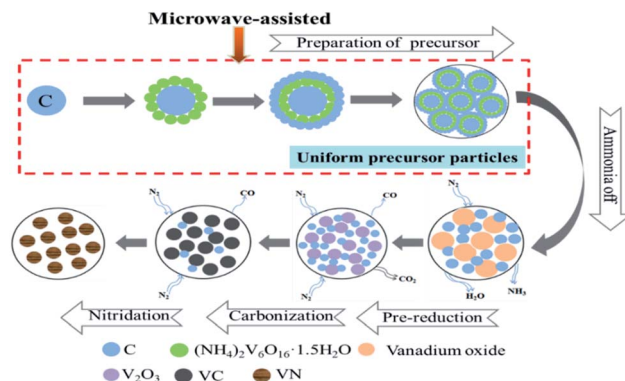 Microwave-assisted
Preparation of precursor
C
Uniform precursor particles
Ammonia off
N₂
CO
N₂
CO
N₂
N₂
N₂
CO₂
H₂O
NH₃
Nitridation
Carbonization
Pre-reduction
C
(NH₄)₂V₆O₁₆·1.5H₂O
Vanadium oxide
V₂O₃
VC
VN